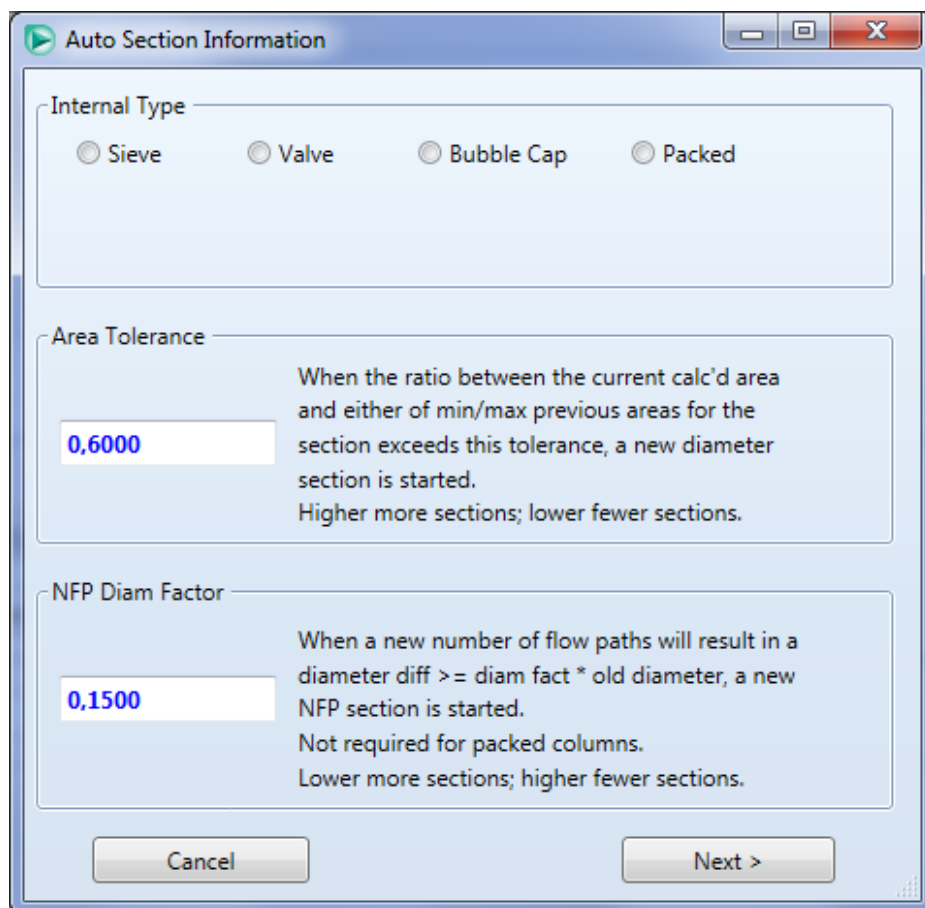 Auto Section Information
Internal Type
Sieve Valve Bubble Cap Packed
Area Tolerance
0,6000
When the ratio between the current calc'd area
and either of min/max previous areas for the
section exceeds this tolerance, a new diameter
section is started.
Higher more sections; lower fewer sections.
NFP Diam Factor
0,1500
When a new number of flow paths will result in a
diameter diff >= diam fact * old diameter, a new
NFP section is started.
Not required for packed columns.
Lower more sections; higher fewer sections.
Cancel Next >